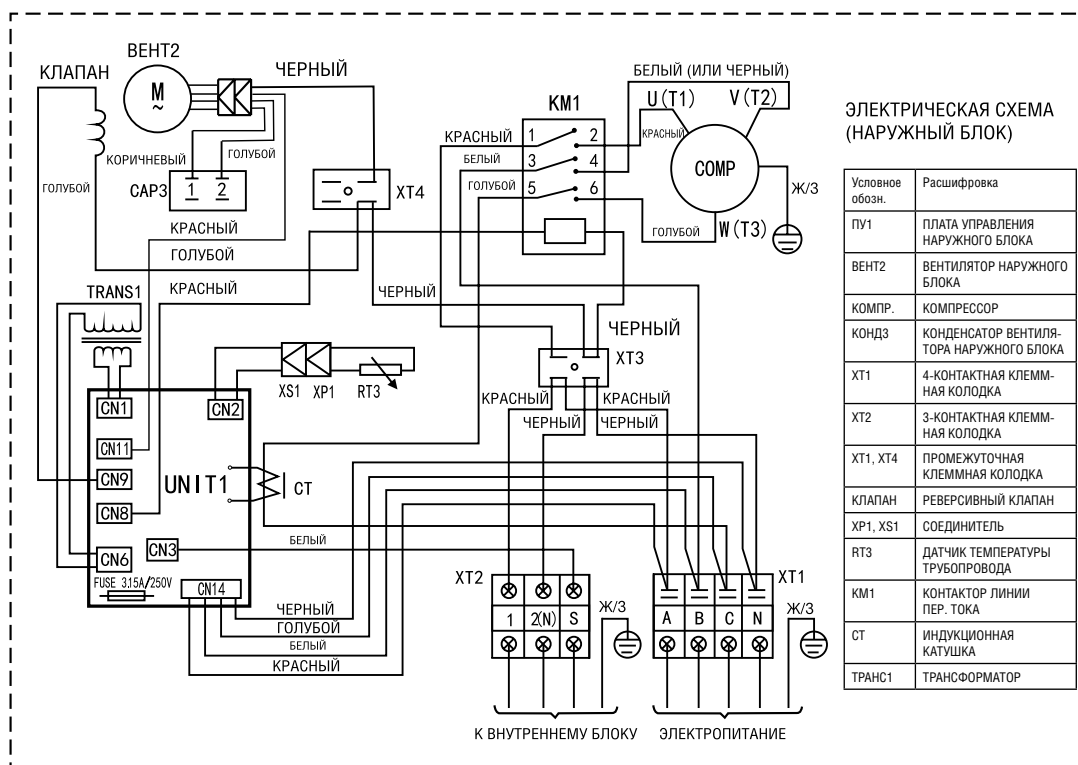 ВЕНТ2
КЛАПАН
M
~
ЧЕРНЫЙ
КОРИЧНЕВЫЙ
ГОЛУБОЙ
ГОЛУБОЙ
CAP3
1
2
XT4
КРАСНЫЙ
ГОЛУБОЙ
КРАСНЫЙ
ЧЕРНЫЙ
TRANS1
KM1
КРАСНЫЙ
БЕЛЫЙ
ГОЛУБОЙ
1
2
3
4
5
6
БЕЛЫЙ (ИЛИ ЧЕРНЫЙ)
U(T1)
V(T2)
КРАСНЫЙ
COMP
Ж/З
W(T3)
ГОЛУБОЙ
ЧЕРНЫЙ
XT3
XS1
XP1
RT3
КРАСНЫЙ
КРАСНЫЙ
ЧЕРНЫЙ
ЧЕРНЫЙ
CN1
CN2
CN11
CN9
CN8
CN3
CN6
CN14
UNIT1
CT
FUSE 3.15A/250V
БЕЛЫЙ
ЧЕРНЫЙ
ГОЛУБОЙ
БЕЛЫЙ
КРАСНЫЙ
XT2
1
2(N)
S
Ж/З
К ВНУТРЕННЕМУ БЛОКУ
XT1
A
B
C
N
Ж/З
ЭЛЕКТРОПИТАНИЕ
ЭЛЕКТРИЧЕСКАЯ СХЕМА
(НАРУЖНЫЙ БЛОК)
Условное
обозн.
Расшифровка
ПУ1
ПЛАТА УПРАВЛЕНИЯ
НАРУЖНОГО БЛОКА
ВЕНТ2
ВЕНТИЛЯТОР НАРУЖНОГО
БЛОКА
КОМПР.
КОМПРЕССОР
КОНД3
КОНДЕНСАТОР ВЕНТИЛЯ-
ТОРА НАРУЖНОГО БЛОКА
XT1
4-КОНТАКТНАЯ КЛЕММ-
НАЯ КОЛОДКА
XT2
3-КОНТАКТНАЯ КЛЕММ-
НАЯ КОЛОДКА
XT1, XT4
ПРОМЕЖУТОЧНАЯ
КЛЕММНАЯ КОЛОДКА
КЛАПАН
РЕВЕРСИВНЫЙ КЛАПАН
XP1, XS1
СОЕДИНИТЕЛЬ
RT3
ДАТЧИК ТЕМПЕРАТУРЫ
ТРУБОПРОВОДА
KM1
КОНТАКТОР ЛИНИИ
ПЕР. ТОКА
CT
ИНДУКЦИОННАЯ
КАТУШКА
ТРАНС1
ТРАНСФОРМАТОР